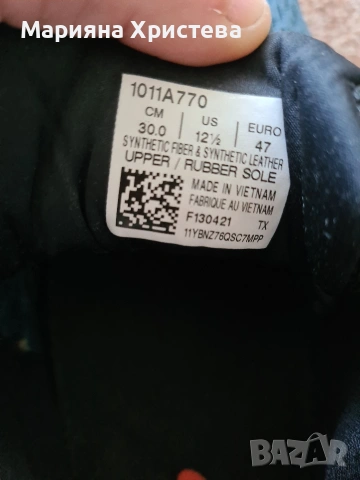 Марияна Христева
1011A770
CM US EURO
30.0 12½ 47
SYNTHETIC FIBER & SYNTHETIC LEATHER
UPPER / RUBBER SOLE
MADE IN VIETNAM
FABRIQUE AU VIETNAM
F130421 TX
11YBNZ76QSC7MPP
BAZAR